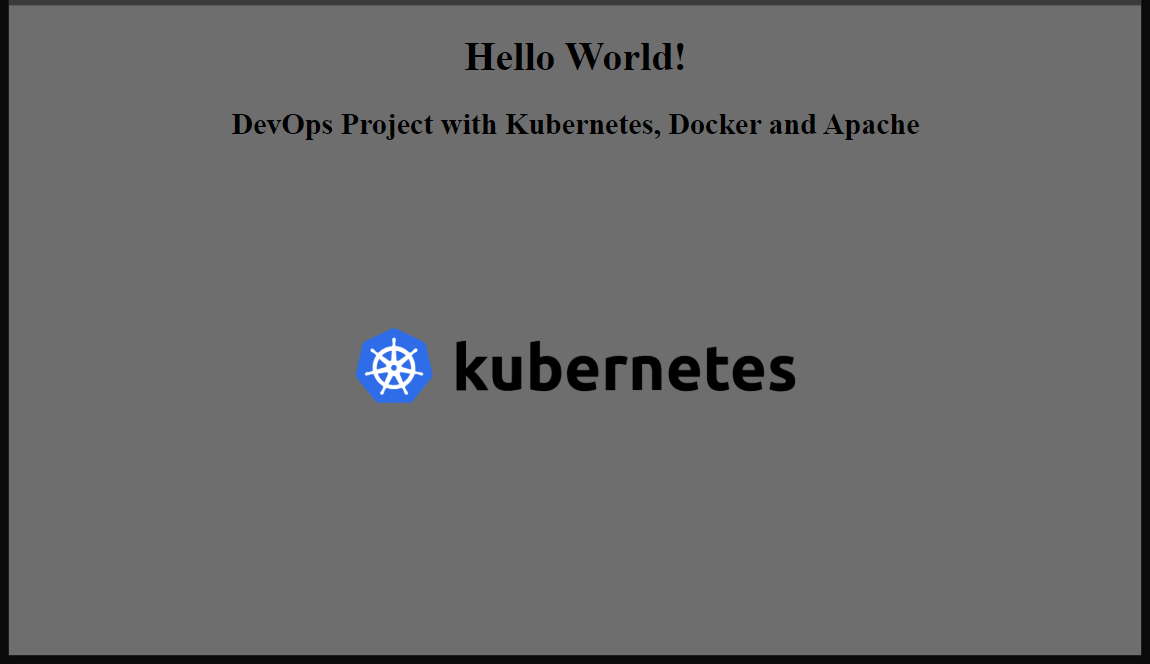 Hello World!
DevOps Project with Kubernetes, Docker and Apache
kubernetes